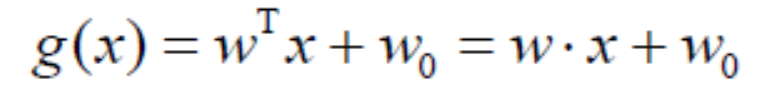 g(x) = wᵀx + w₀ = w · x + w₀